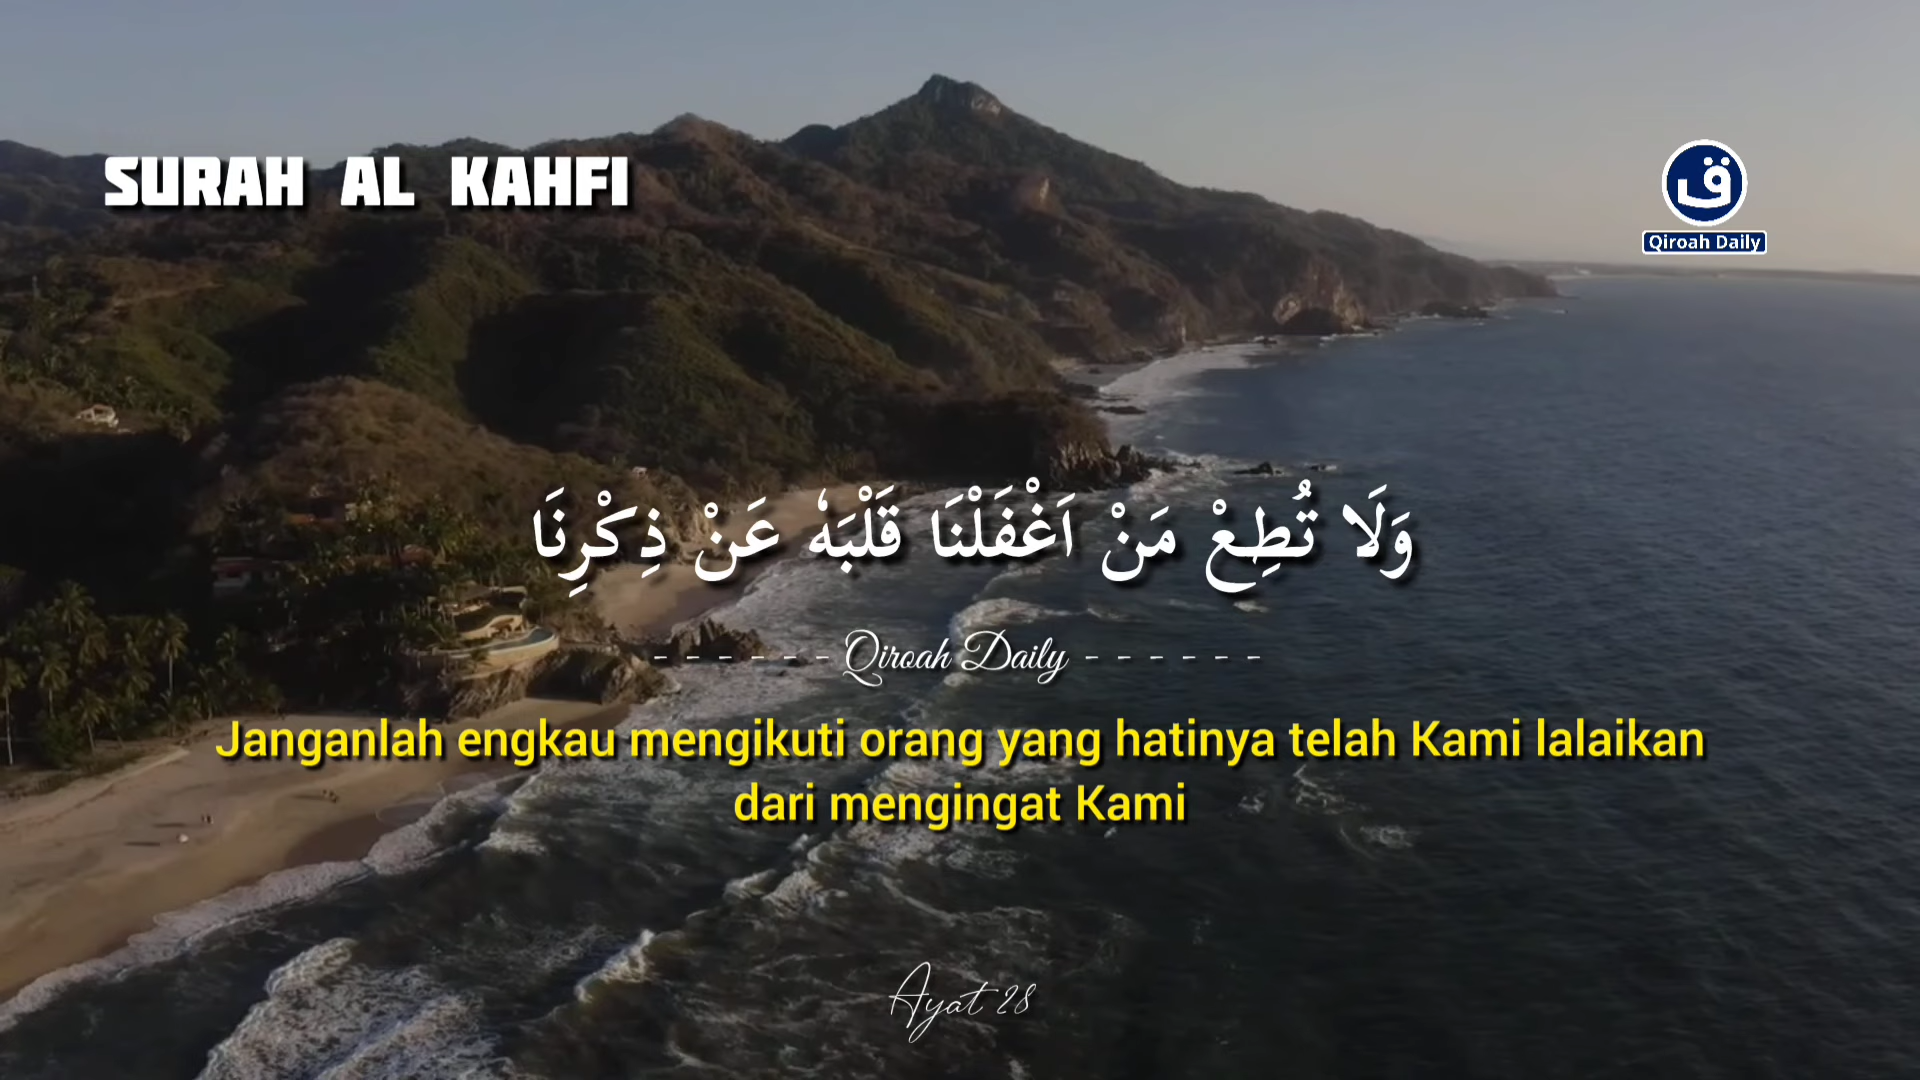 SURAH AL KAHFI
ق
Qiroah Daily
وَلَا تُطِعْ مَنْ اَغْفَلْنَا قَلْبَهٗ عَنْ ذِكْرِنَا
- - - - - - Qiroah Daily - - - - - -
Janganlah engkau mengikuti orang yang hatinya telah Kami lalaikan
dari mengingat Kami
Ayat 28